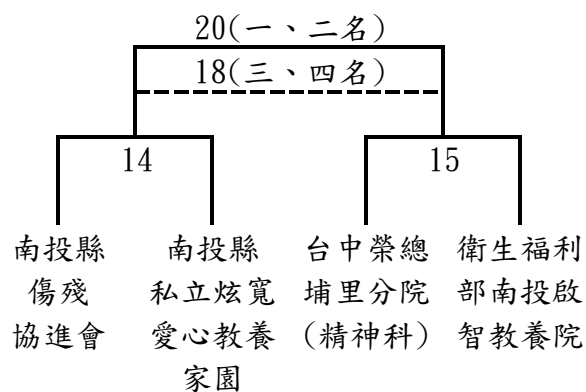 20(一、二名)
18(三、四名)
14
15
南投縣
傷殘
協進會
南投縣
私立炫寬
愛心教養
家園
台中榮總
埔里分院
(精神科)
衛生福利
部南投啟
智教養院